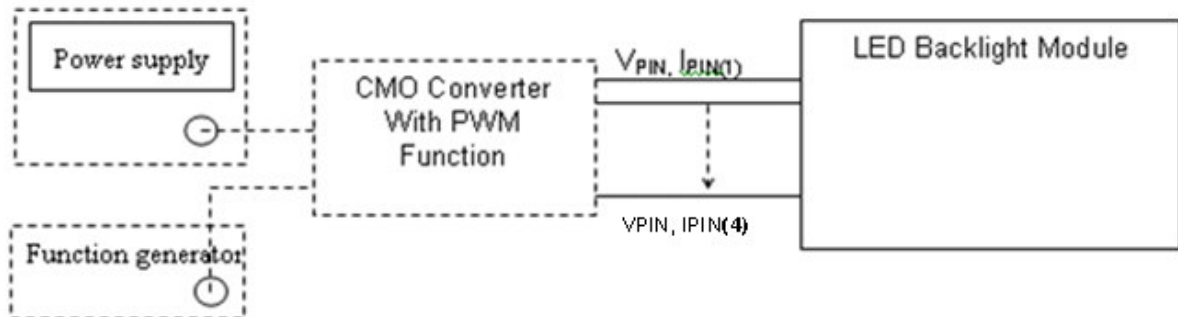 Power supply
CMO Converter
With PWM
Function
VPIN, IPIN(1)
LED Backlight Module
VPIN, IPIN(4)
Function generator